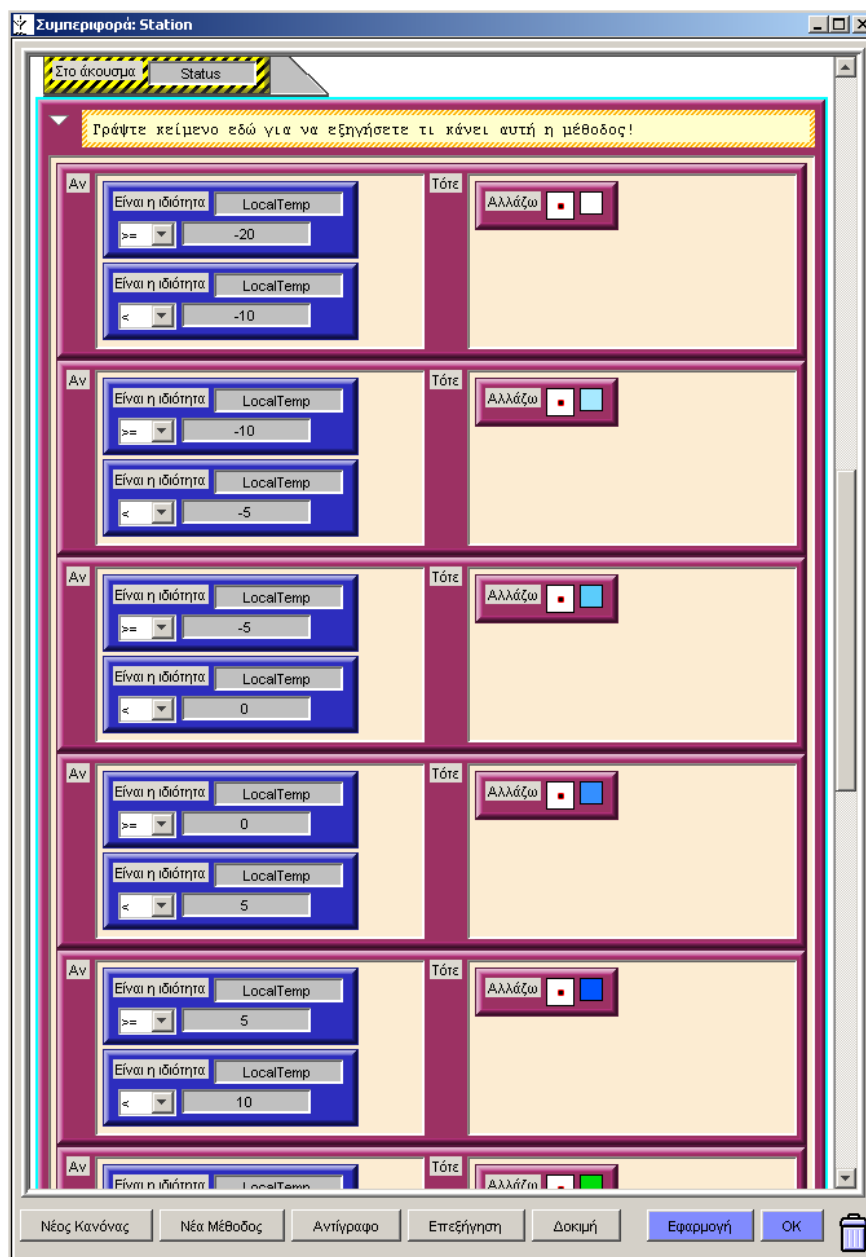 Συμπεριφορά: Station
Στο άκουσμα Status
Γράψτε κείμενο εδώ για να εξηγήσετε τι κάνει αυτή η μέθοδος!
Αν Είναι η ιδιότητα LocalTemp Τότε Αλλάζω
>= -20
Είναι η ιδιότητα LocalTemp
< -10
Αν Είναι η ιδιότητα LocalTemp Τότε Αλλάζω
>= -10
Είναι η ιδιότητα LocalTemp
< -5
Αν Είναι η ιδιότητα LocalTemp Τότε Αλλάζω
>= -5
Είναι η ιδιότητα LocalTemp
< 0
Αν Είναι η ιδιότητα LocalTemp Τότε Αλλάζω
>= 0
Είναι η ιδιότητα LocalTemp
< 5
Αν Είναι η ιδιότητα LocalTemp Τότε Αλλάζω
>= 5
Είναι η ιδιότητα LocalTemp
< 10
Αν Είναι η ιδιότητα LocalTemp Τότε Αλλάζω
Νέος Κανόνας Νέα Μέθοδος Αντίγραφο Επεξήγηση Δοκιμή Εφαρμογή OK